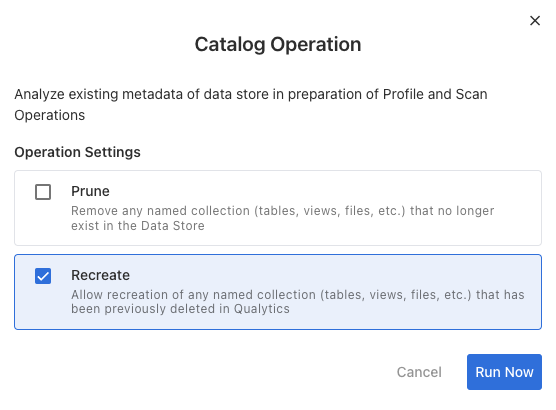 Catalog Operation
Analyze existing metadata of data store in preparation of Profile and Scan
Operations
Operation Settings
Prune
Remove any named collection (tables, views, files, etc.) that no longer
exist in the Data Store
Recreate
Allow recreation of any named collection (tables, views, files, etc.) that has
been previously deleted in Qualytics
Cancel
Run Now